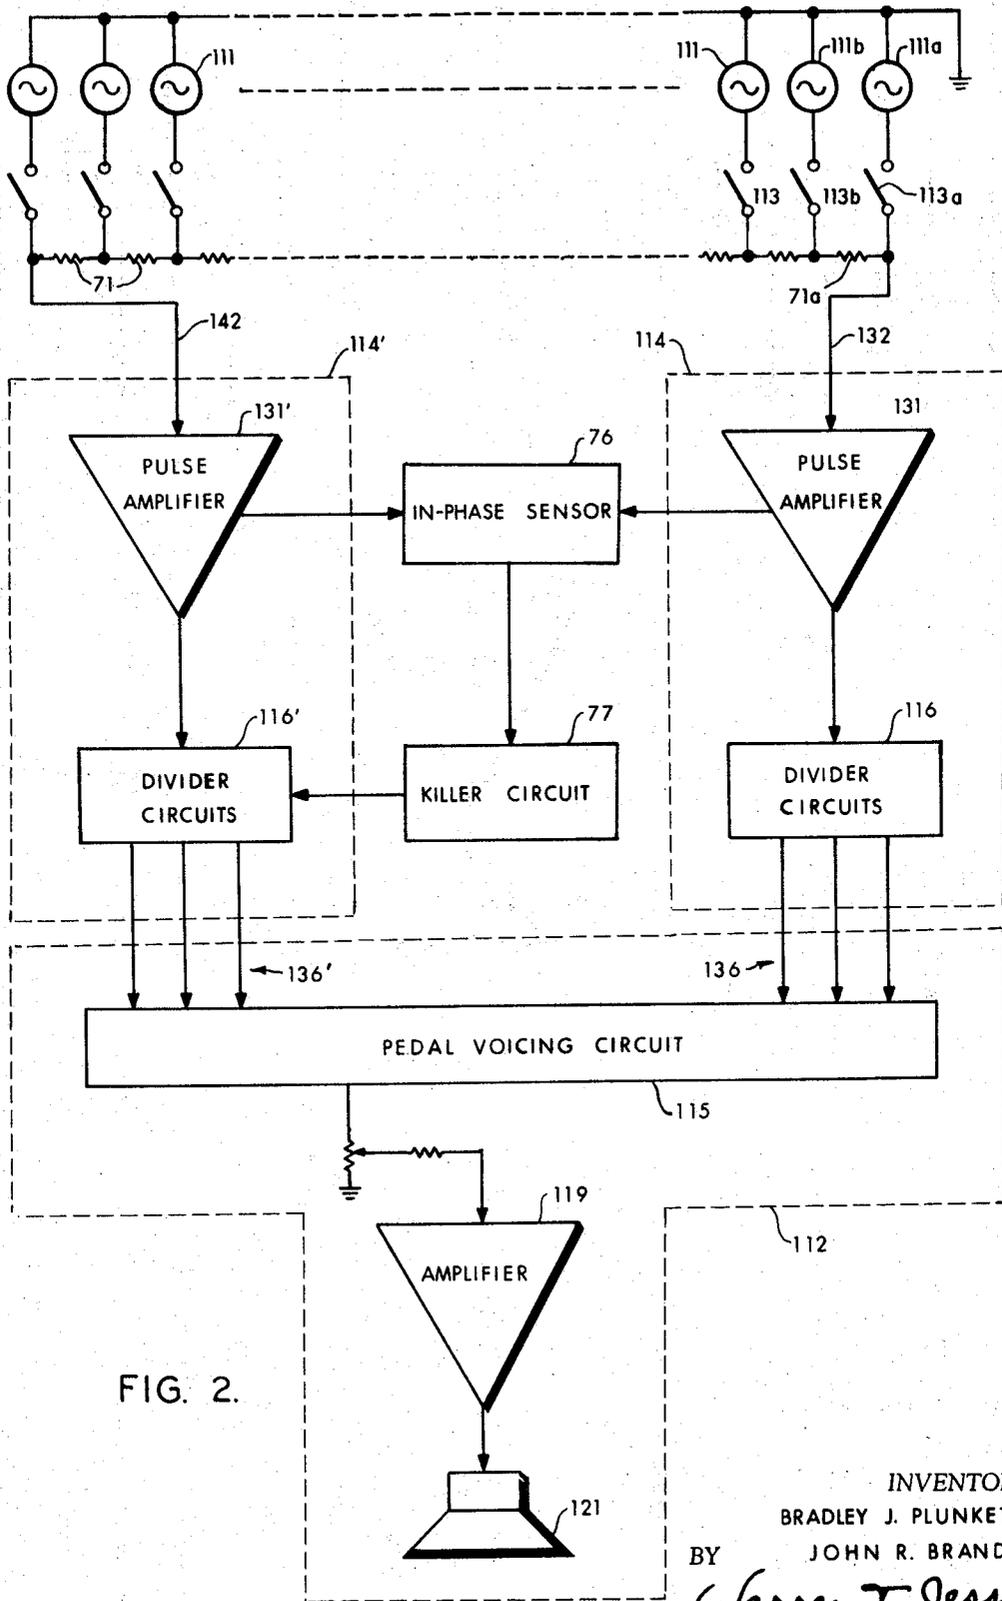 111
111 111b 111a
113 113b 113a
71
71a
142
132
114' 114
131' 131
PULSE
AMPLIFIER
76
IN-PHASE SENSOR
PULSE
AMPLIFIER
116'
77
116
DIVIDER
CIRCUITS
KILLER CIRCUIT
DIVIDER
CIRCUITS
136' 136
PEDAL VOICING CIRCUIT
115
119
AMPLIFIER
112
FIG. 2.
121
INVENTO
BRADLEY J. PLUNKE
BY JOHN R. BRAND